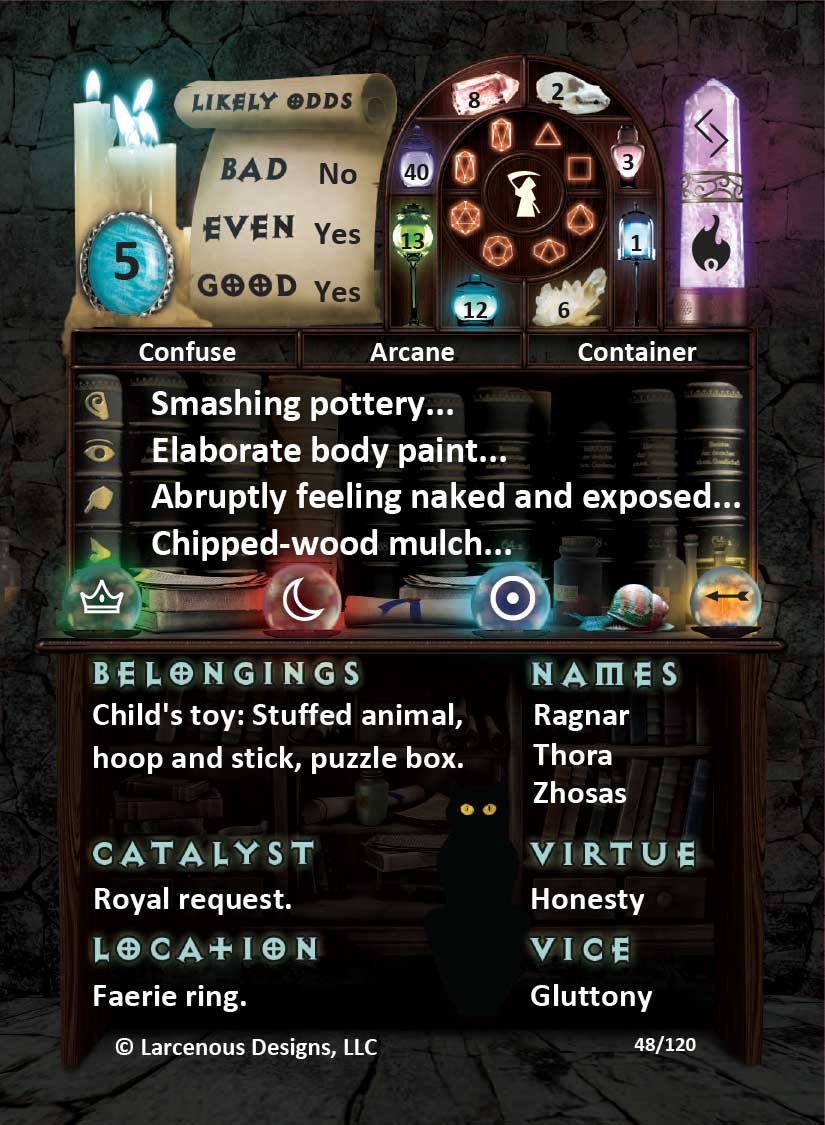 LIKELY ODDS
BAD No
EVEN Yes
GOOD Yes
5
8
2
40
3
13
1
12
6
Confuse Arcane Container
Smashing pottery...
Elaborate body paint...
Abruptly feeling naked and exposed...
Chipped-wood mulch...
BELONGINGS
Child's toy: Stuffed animal,
hoop and stick, puzzle box.
NAMES
Ragnar
Thora
Zhosas
CATALYST
Royal request.
VIRTUE
Honesty
LOCATION
Faerie ring.
VICE
Gluttony
© Larcenous Designs, LLC
48/120